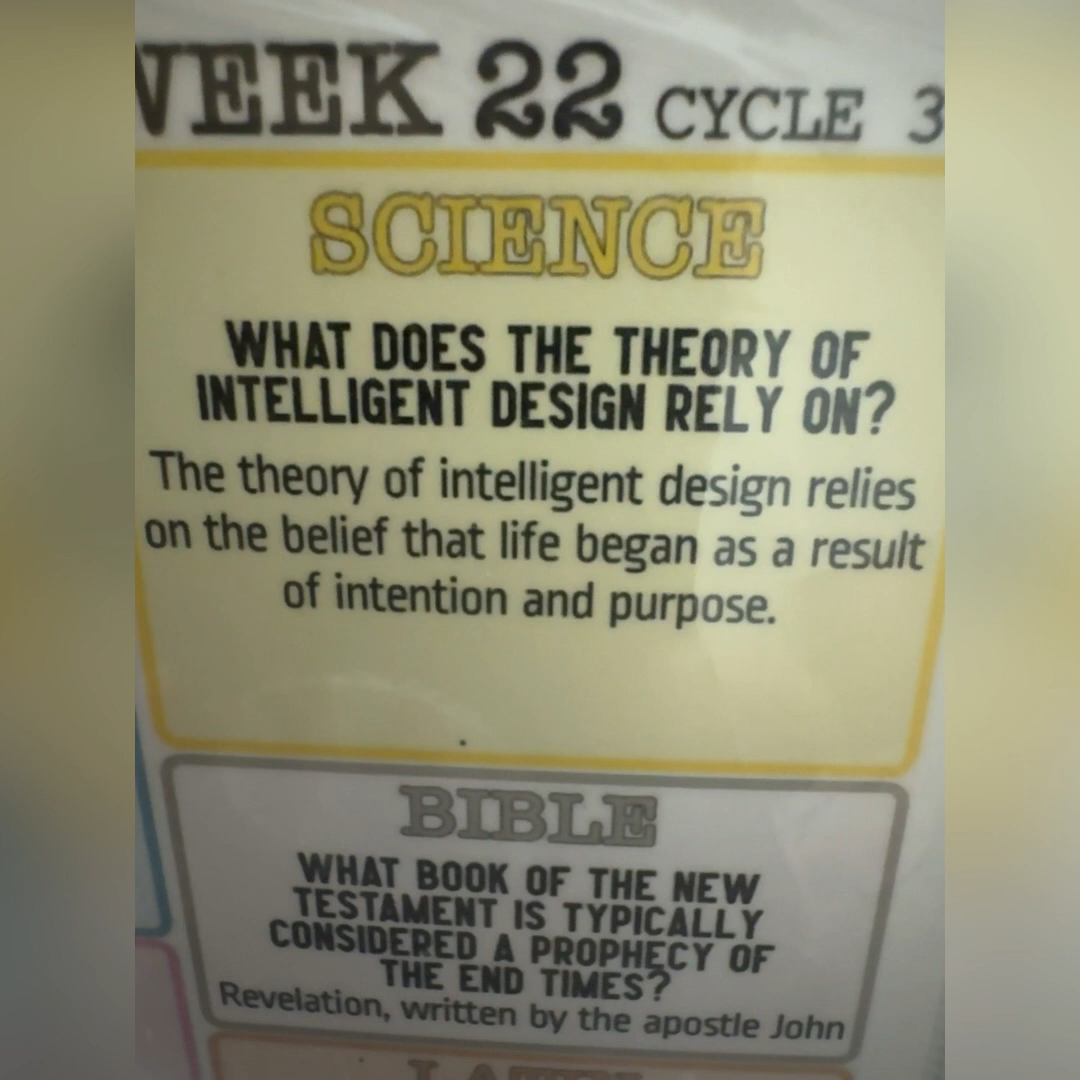 WEEK 22 CYCLE 3
SCIENCE
WHAT DOES THE THEORY OF
INTELLIGENT DESIGN RELY ON?
The theory of intelligent design relies
on the belief that life began as a result
of intention and purpose.
BIBLE
WHAT BOOK OF THE NEW
TESTAMENT IS TYPICALLY
CONSIDERED A PROPHECY OF
THE END TIMES?
Revelation, written by the apostle John